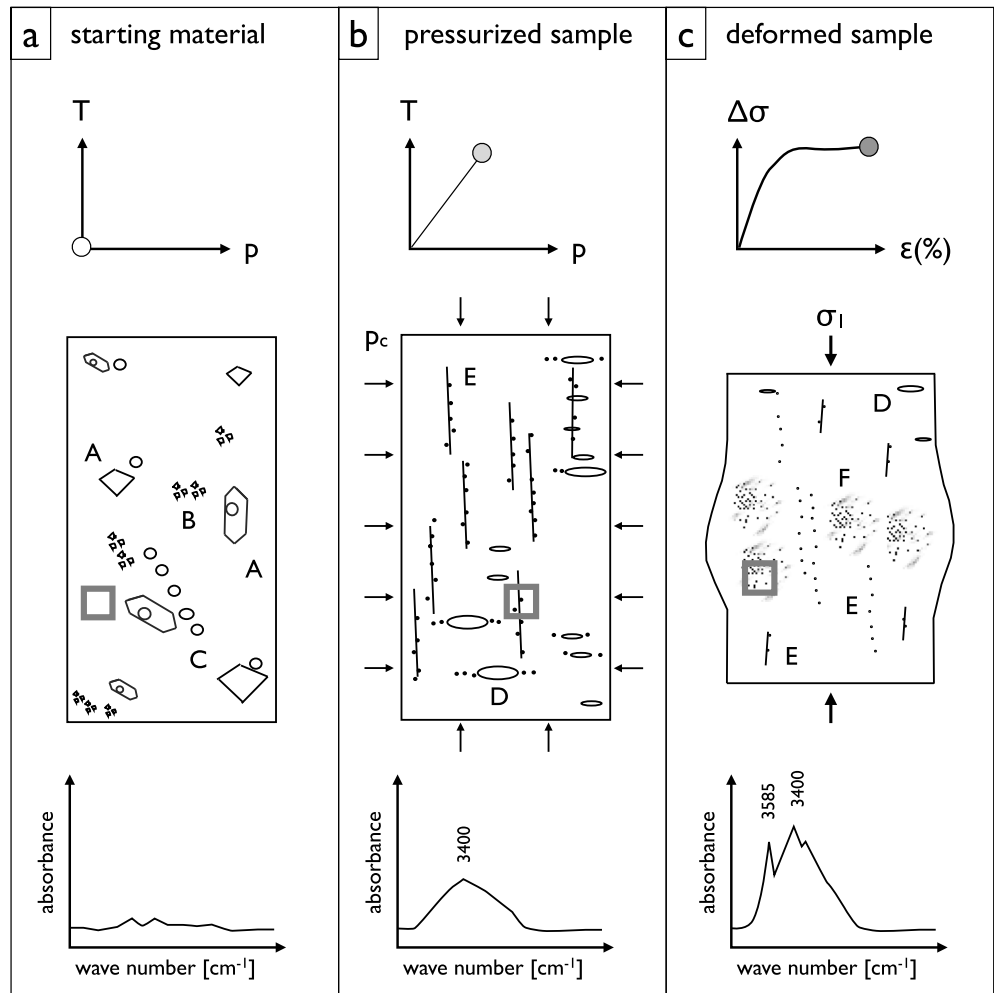 a starting material
T
p
A
B
A
C
absorbance
wave number [cm⁻¹]
b pressurized sample
T
p
pc
E
D
3400
absorbance
wave number [cm⁻¹]
c deformed sample
Δσ
ε(%)
σ1
D
F
E
E
3585
3400
absorbance
wave number [cm⁻¹]